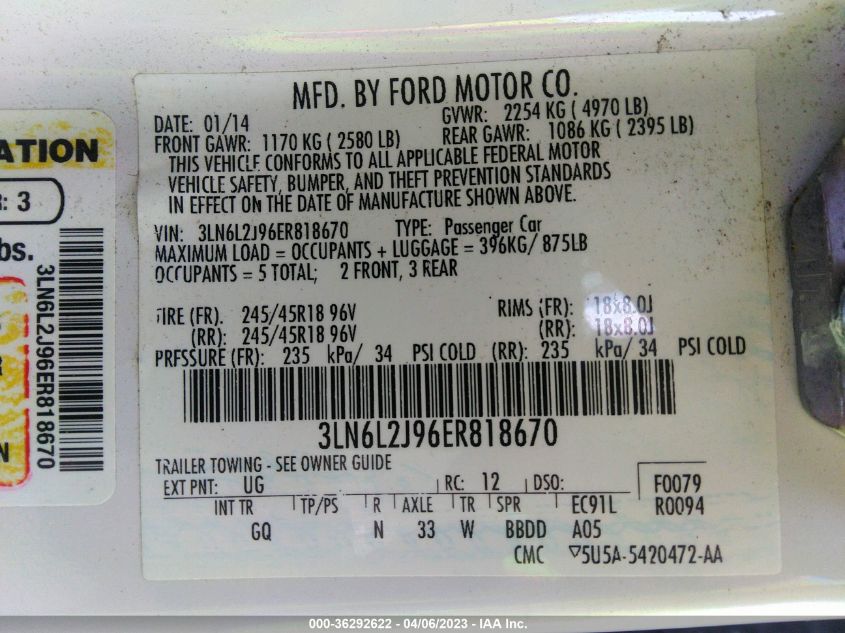 MFD. BY FORD MOTOR CO.
DATE: 01/14 GVWR: 2254 KG ( 4970 LB)
FRONT GAWR: 1170 KG ( 2580 LB) REAR GAWR: 1086 KG ( 2395 LB)
THIS VEHICLE CONFORMS TO ALL APPLICABLE FEDERAL MOTOR
VEHICLE SAFETY, BUMPER, AND THEFT PREVENTION STANDARDS
IN EFFECT ON THE DATE OF MANUFACTURE SHOWN ABOVE.
VIN: 3LN6L2J96ER818670 TYPE: Passenger Car
MAXIMUM LOAD = OCCUPANTS + LUGGAGE = 396KG/ 875LB
OCCUPANTS = 5 TOTAL; 2 FRONT, 3 REAR
TIRE (FR). 245/45R18 96V RIMS (FR): 18x8.0J
(RR): 245/45R18 96V (RR): 18x8.0J
PRESSURE (FR): 235 kPa/ 34 PSI COLD (RR): 235 kPa/ 34 PSI COLD
3LN6L2J96ER818670
TRAILER TOWING - SEE OWNER GUIDE
EXT PNT: UG RC: 12 DSO: F0079
INT TR TP/PS R AXLE TR SPR EC91L R0094
GQ N 33 W BBDD A05
CMC 5U5A-5420472-AA
ATION
R: 3
bs.
3LN6L2J96ER818670
R
N
000-36292622 - 04/06/2023 - IAA Inc.